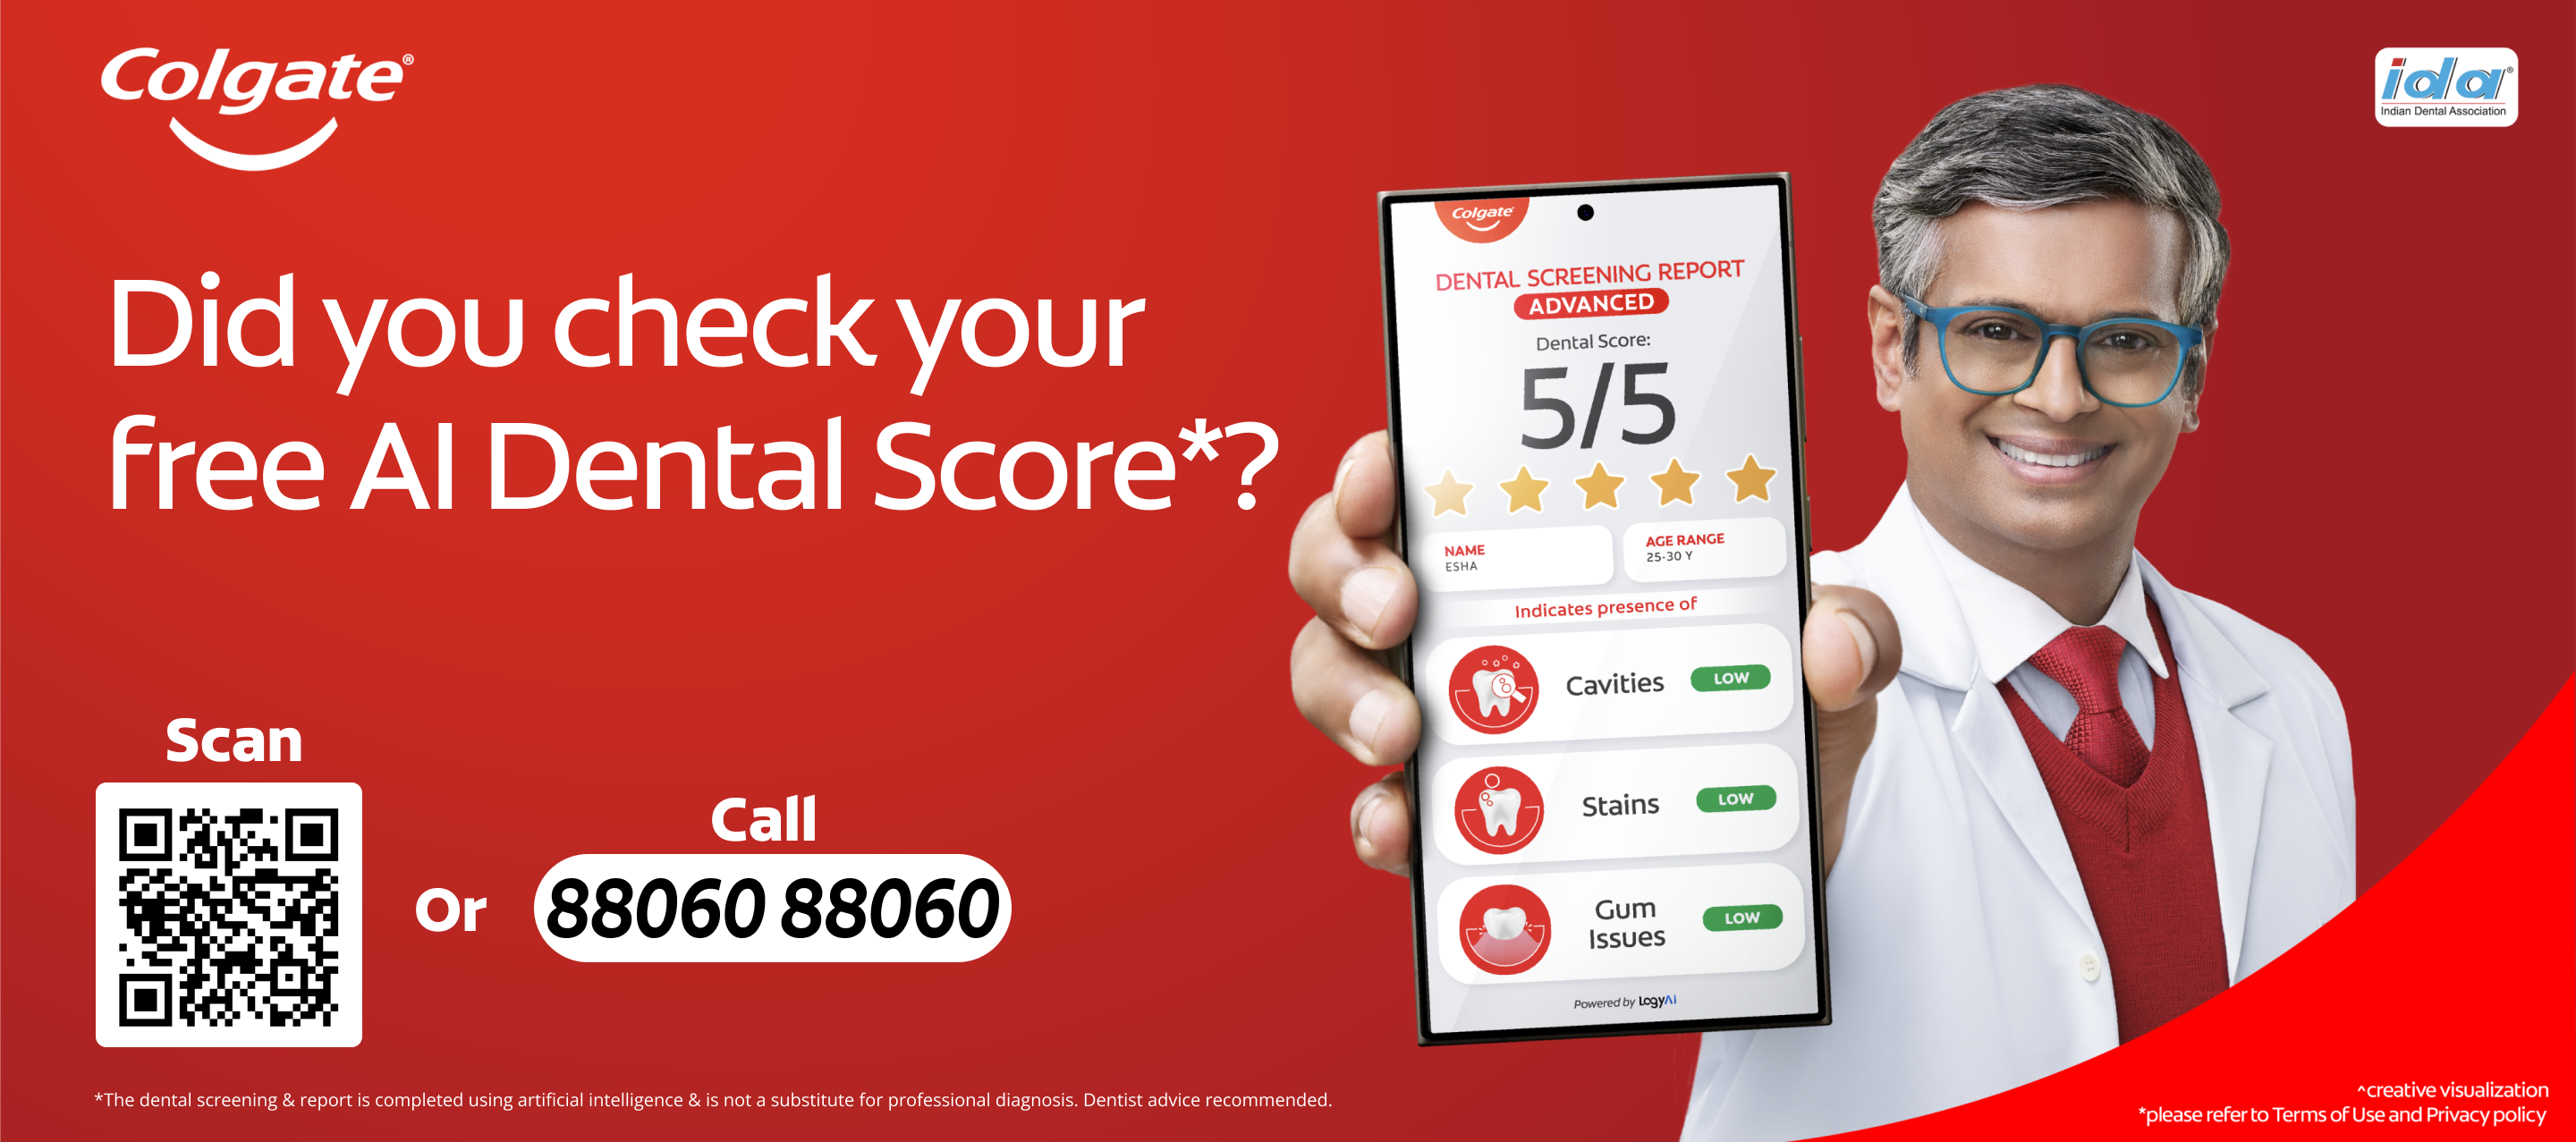 Colgate®
ida®
Indian Dental Association
Did you check your
free AI Dental Score*?
Scan
Or
Call
88060 88060
Colgate
DENTAL SCREENING REPORT
ADVANCED
Dental Score:
5/5
NAME
ESHA
AGE RANGE
25-30 Y
Indicates presence of
Cavities LOW
Stains LOW
Gum
Issues LOW
Powered by LogyAI
*The dental screening & report is completed using artificial intelligence & is not a substitute for professional diagnosis. Dentist advice recommended.
^creative visualization
*please refer to Terms of Use and Privacy policy